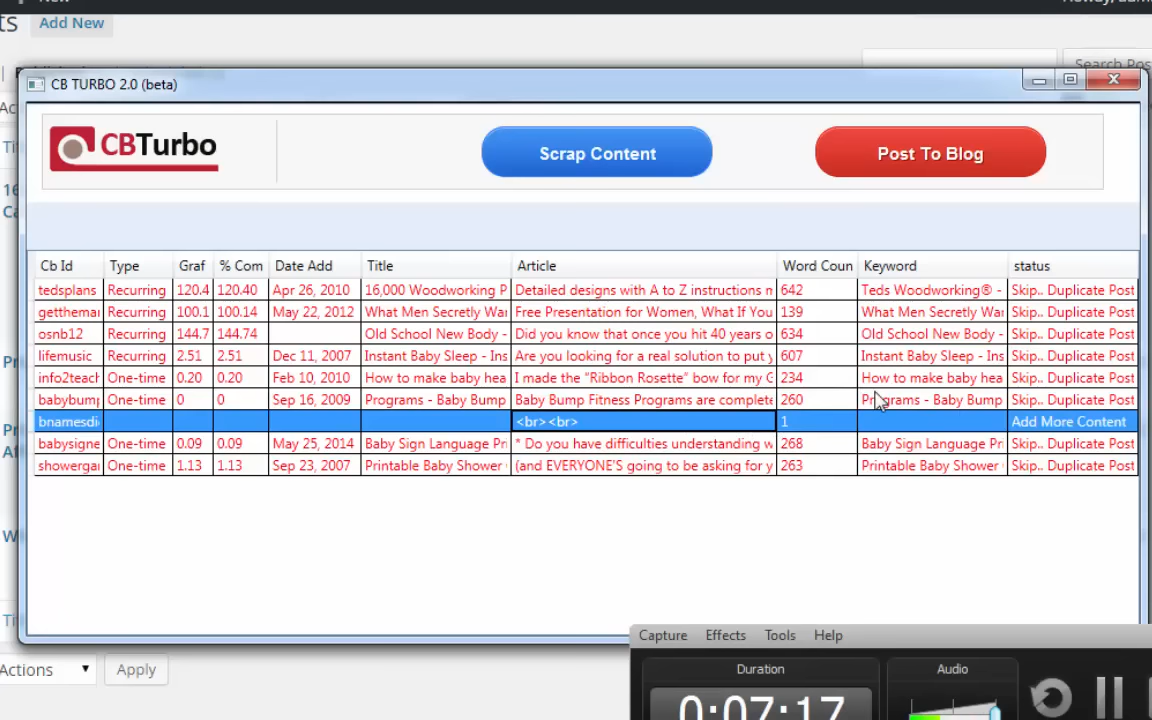 New
ts Add New
Search Pos
CB TURBO 2.0 (beta)
CBTurbo
Scrap Content
Post To Blog
Cb Id Type Graf % Com Date Add Title Article Word Coun Keyword status
tedsplans Recurring 120.4 120.40 Apr 26, 2010 16,000 Woodworking P Detailed designs with A to Z instructions 642 Teds Woodworking® - Skip.. Duplicate Post
getthema Recurring 100.1 100.14 May 22, 2012 What Men Secretly Wa Free Presentation for Women, What If You 139 What Men Secretly Wa Skip.. Duplicate Post
osnb12 Recurring 144.7 144.74 Old School New Body - Did you know that once you hit 40 years o 634 Old School New Body - Skip.. Duplicate Post
lifemusic Recurring 2.51 2.51 Dec 11, 2007 Instant Baby Sleep - Ins Are you looking for a real solution to put 607 Instant Baby Sleep - Ins Skip.. Duplicate Post
info2teach One-time 0.20 0.20 Feb 10, 2010 How to make baby hea I made the "Ribbon Rosette" bow for my 234 How to make baby hea Skip.. Duplicate Post
babybump One-time 0 0 Sep 16, 2009 Programs - Baby Bump Baby Bump Fitness Programs are complete 260 Programs - Baby Bump Skip.. Duplicate Post
bnamesdi <br><br> 1 Add More Content
babysigne One-time 0.09 0.09 May 25, 2014 Baby Sign Language Pr * Do you have difficulties understanding w 268 Baby Sign Language Pr Skip.. Duplicate Post
showerga One-time 1.13 1.13 Sep 23, 2007 Printable Baby Shower (and EVERYONE'S going to be asking for y 263 Printable Baby Shower Skip.. Duplicate Post
Capture Effects Tools Help
Actions Apply
Duration Audio
0:07:17